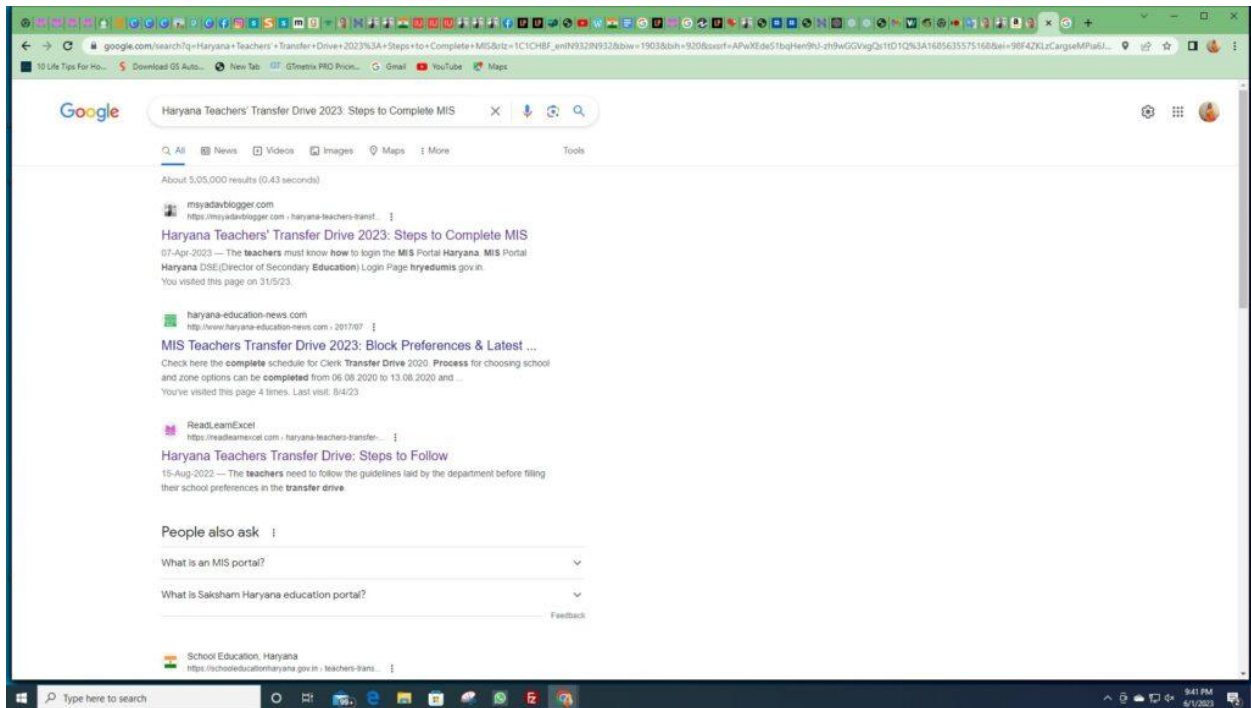 google.com/search?q=Haryana+Teachers'+Transfer+Drive+2023%3A+Steps+to+Complete+MIS&rlz=1C1CHBF_enIN932IN932&biw=1903&bih=920&sxsrf=
10 Life Tips For Ho... Download GS Auto... New Tab GTmetrix PRO Pricin... Gmail YouTube Maps
Google
Haryana Teachers' Transfer Drive 2023: Steps to Complete MIS
All News Videos Images Maps More Tools
About 5,05,000 results (0.43 seconds)
msyadavblogger.com
https://msyadavblogger.com › haryana-teachers-transf...
Haryana Teachers' Transfer Drive 2023: Steps to Complete MIS
07-Apr-2023 — The teachers must know how to login the MIS Portal Haryana. MIS Portal
Haryana DSE(Director of Secondary Education) Login Page hryedumis.gov.in.
You visited this page on 31/5/23.
haryana-education-news.com
http://www.haryana-education-news.com › 2017/07
MIS Teachers Transfer Drive 2023: Block Preferences & Latest ...
Check here the complete schedule for Clerk Transfer Drive 2020. Process for choosing school
and zone options can be completed from 06.08.2020 to 13.08.2020 and ...
You've visited this page 4 times. Last visit: 8/4/23
ReadLearnExcel
https://readlearnexcel.com › haryana-teachers-transfer-...
Haryana Teachers Transfer Drive: Steps to Follow
15-Aug-2022 — The teachers need to follow the guidelines laid by the department before filling
their school preferences in the transfer drive.
People also ask
What is an MIS portal?
What is Saksham Haryana education portal?
Feedback
School Education, Haryana
https://schooleducationharyana.gov.in › teachers-trans...
Type here to search
99+
9:41 PM
6/1/2023